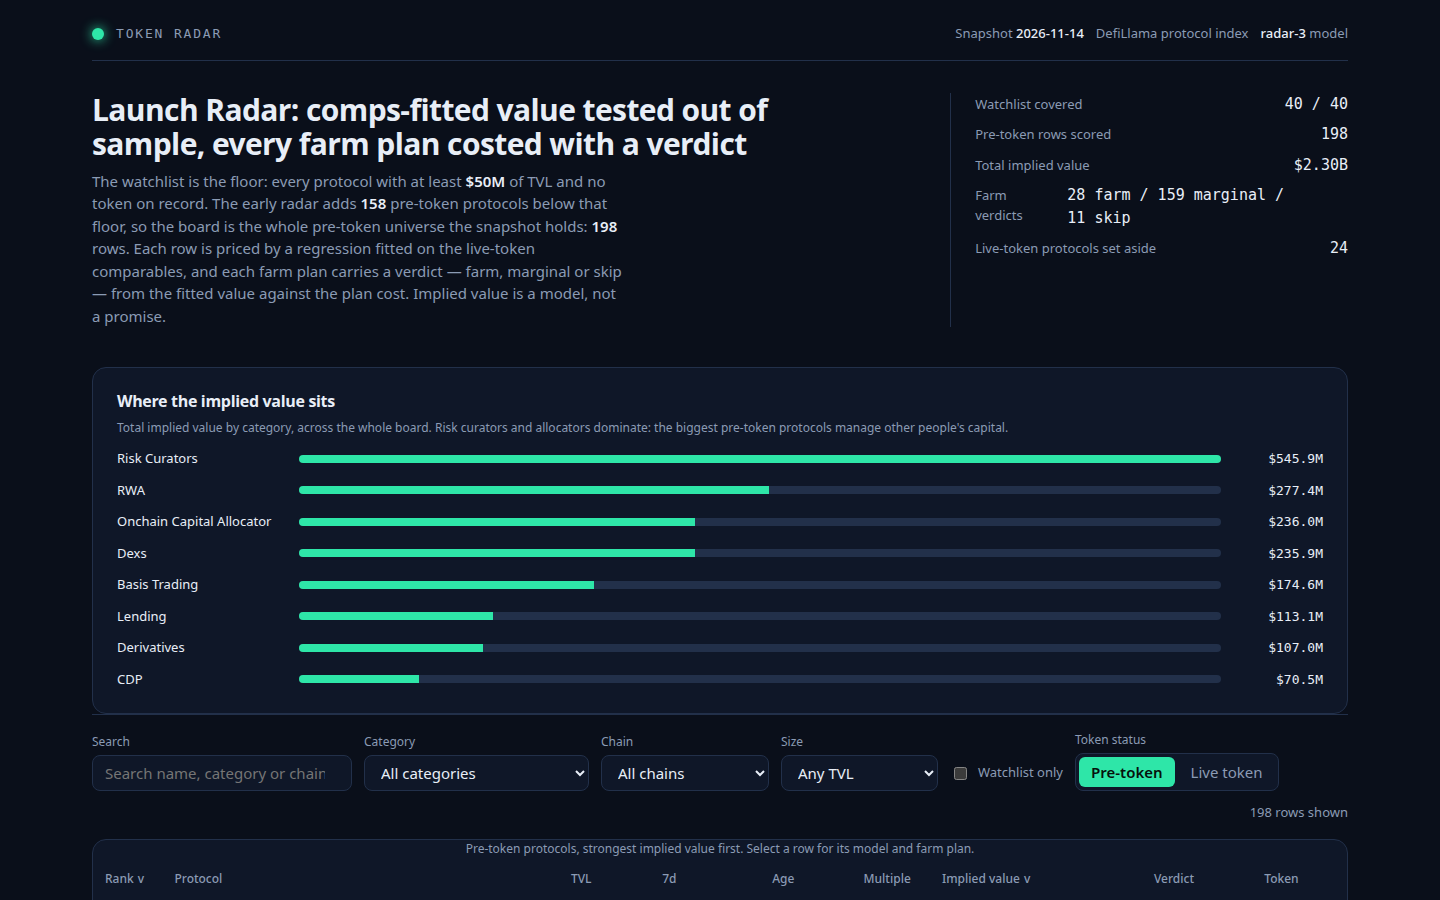 TOKEN RADAR
Snapshot 2026-11-14 DefiLlama protocol index radar-3 model
Launch Radar: comps-fitted value tested out of
sample, every farm plan costed with a verdict
The watchlist is the floor: every protocol with at least $50M of TVL and no
token on record. The early radar adds 158 pre-token protocols below that
floor, so the board is the whole pre-token universe the snapshot holds: 198
rows. Each row is priced by a regression fitted on the live-token
comparables, and each farm plan carries a verdict — farm, marginal or skip
— from the fitted value against the plan cost. Implied value is a model, not
a promise.
Watchlist covered 40 / 40
Pre-token rows scored 198
Total implied value $2.30B
Farm verdicts 28 farm / 159 marginal / 11 skip
Live-token protocols set aside 24
Where the implied value sits
Total implied value by category, across the whole board. Risk curators and allocators dominate: the biggest pre-token protocols manage other people's capital.
Risk Curators $545.9M
RWA $277.4M
Onchain Capital Allocator $236.0M
Dexs $235.9M
Basis Trading $174.6M
Lending $113.1M
Derivatives $107.0M
CDP $70.5M
Search Category Chain Size Token status
Search name, category or chain All categories All chains Any TVL Watchlist only Pre-token Live token
198 rows shown
Pre-token protocols, strongest implied value first. Select a row for its model and farm plan.
Rank v Protocol TVL 7d Age Multiple Implied value v Verdict Token